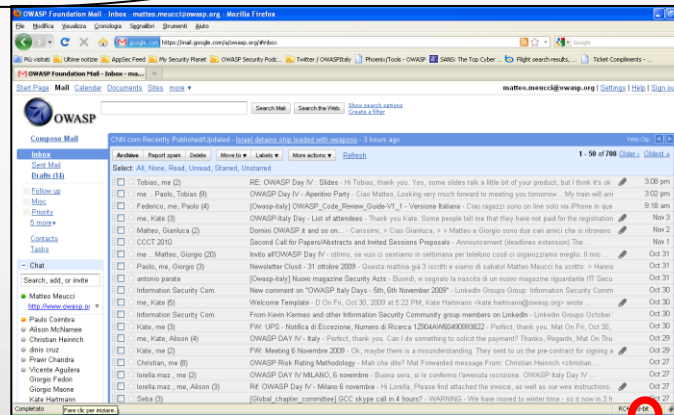 OWASP Foundation Mail - Inbox - matteo.meucci@owasp.org - Mozilla Firefox
File Modifica Visualizza Cronologia Segnalibri Strumenti Aiuto
google.com https://mail.google.com/a/owasp.org/#inbox Google
Più visitati Ultime notizie AppSec Feed My Security Planet OWASP Security Podc... Twitter / OWASPItaly Phoenix/Tools - OWASP SANS: The Top Cyber ... Flight search results, ... Ticket Compliments - ...
OWASP Foundation Mail - Inbox - ma...
Start Page Mail Calendar Documents Sites more ▾ matteo.meucci@owasp.org | Settings | Help | Sign ou
OWASP
Search Mail Search the Web Show search options
Create a filter
Compose Mail
CNN.com Recently Published/Updated - Israel detains ship loaded with weapons - 3 hours ago Web Clip < >
Archive Report spam Delete Move to ▾ Labels ▾ More actions ▾ Refresh 1 - 50 of 708 Older › Oldest »
Select: All, None, Read, Unread, Starred, Unstarred
Inbox
Sent Mail
Drafts (14)
Follow up
Misc
Priority
5 more▾
Contacts
Tasks
− Chat
Search, add, or invite
Matteo Meucci
http://www.owasp.o ▾
Paulo Coimbra
Alison McNamee
Christian Heinrich
dinis cruz
Pravir Chandra
Vicente Aguilera
Giorgio Fedon
Giorgio Maone
Kate Hartmann
Tobias, me (2) RE: OWASP Day IV : Slides - Hi Tobias, thank you. Yes, some slides talk a little bit of your product, but I think it's ok 3:08 pm
me .. Paolo, Tobias (9) OWASP Day IV - Aperitivo Party - Ciao Matteo, Looking very much forward to meeting you tomorrow .. My train will arri 3:02 pm
Federico, me, Paolo (4) [Owasp-italy] OWASP_Code_Review_Guide-V1_1 - Versione Italiana - Ciao ragazzi sono on line solo via iPhone in que 9:18 am
me, Kate (3) OWASP-Italy Day - List of attendees - Thank you Kate. Some people tell me that they have not paid for the registration Nov 3
Matteo, Gianluca (2) Domini OWASP.it and so on... - Carissimo, > Ciao Gianluca, > > Matteo e Giorgio sono due cari amici che si ritrovano Nov 2
CCCT 2010 Second Call for Papers/Abstracts and Invited Sessions Proposals - Announcement (deadlines extension) The ... Nov 1
me .. Matteo, Giorgio (20) Invito all'OWASP Day IV - ottimo, se vuoi ci sentiamo in settimana per telefono così ci organizziamo meglio. Il mio ... Oct 31
Paolo, me, Giorgio (3) Newsletter Clusit - 31 ottobre 2009 - Questa mattina già 3 iscritti e siamo di sabato! Matteo Meucci ha scritto: > Hanno Oct 31
antonio parata [Owasp-italy] Nuovo magazine Security Acts - Buondi, vi segnalo la nascita di un nuovo magazine riguardante l'IT Secu Oct 31
Information Security Com. New comment on "OWASP Italy Days - 5th, 6th November 2009" - LinkedIn Groups Group: Information Security Comm Oct 30
me, Kate (5) Welcome Template - D On Fri, Oct 30, 2009 at 5:22 PM, Kate Hartmann <kate.hartmann@owasp.org> wrote ... Oct 30
Information Security Com. From Kevin Kermes and other Information Security Community group members on LinkedIn - LinkedIn Groups October Oct 30
Kate, me (3) FW: UPS - Notifica di Eccezione, Numero di Ricerca 1Z904AW60490993822 - Perfect, thank you. Mat On Fri, Oct 30, Oct 30
me, Kate, Alison (4) OWASP DAY IV - Italy - Perfect, thank you. Can I do something to solicit the payment? Thanks, Regards, Mat On Thu Oct 29
Kate, me (2) FW: Meeting 6 Novembre 2009 - Ok, maybe there is a misunderstanding. They sent to us the pre-contract for signing a Oct 29
Christian, me (8) OWASP Risk Rating Methodology - Mah che dite? Mat Forwarded message From: Christian Heinrich <christian... Oct 29
lorella.maz., me (2) OWASP DAY IV MILANO, 6 novembre - Buona sera, si le confermo l'avvenuta iscrizione. OWASP Italy Day IV ... Oct 29
lorella.maz., me, Alison (3) Rif: OWASP Day IV - Milano 6 novembre - Hi Lorella, Please find attached the invoice, as well as our wire instructions. Oct 29
Seba (3) [Global_chapter_committee] GCC skype call in 4 hours? - WARNING - We have moved to winter time - so it now is in 3 Oct 27
Completato Fare clic per iniziare.